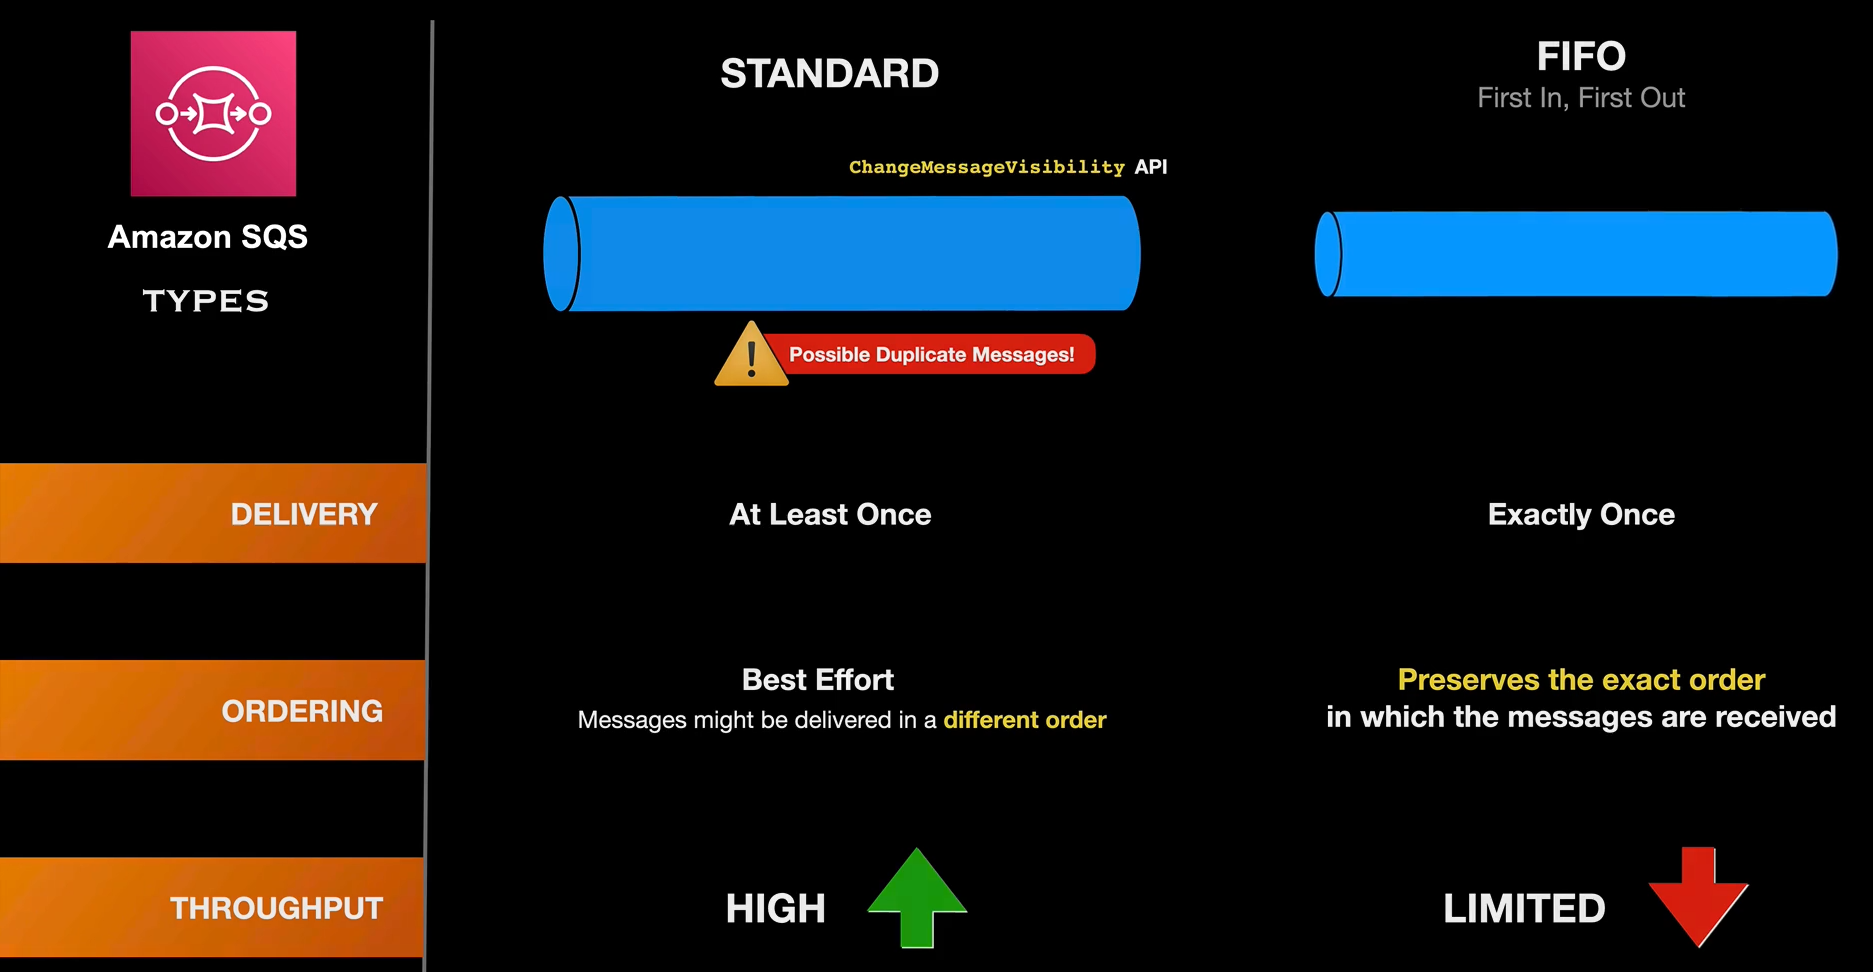 Amazon SQS
TYPES
STANDARD
FIFO
First In, First Out
ChangeMessageVisibility API
!
Possible Duplicate Messages!
DELIVERY
At Least Once
Exactly Once
ORDERING
Best Effort
Messages might be delivered in a different order
Preserves the exact order
in which the messages are received
THROUGHPUT
HIGH
LIMITED